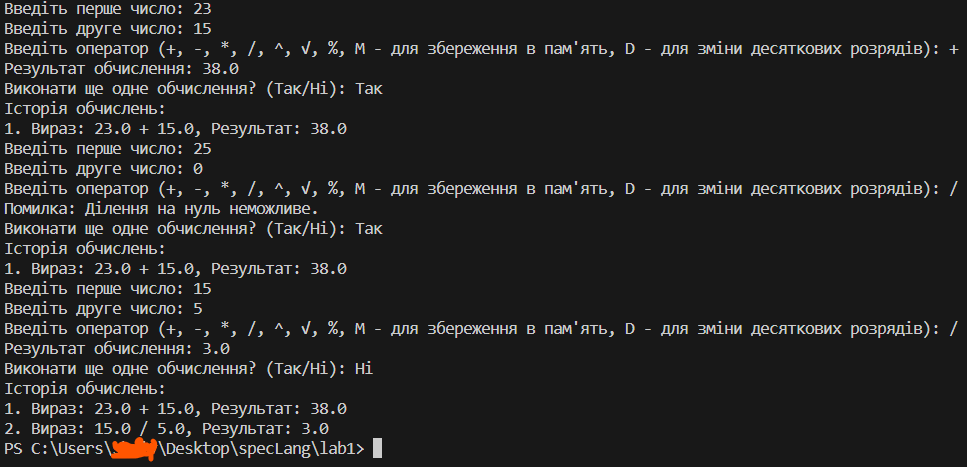 Введіть перше число: 23
Введіть друге число: 15
Введіть оператор (+, -, *, /, ^, √, %, M - для збереження в пам'ять, D - для зміни десяткових розрядів): +
Результат обчислення: 38.0
Виконати ще одне обчислення? (Так/Ні): Так
Історія обчислень:
1. Вираз: 23.0 + 15.0, Результат: 38.0
Введіть перше число: 25
Введіть друге число: 0
Введіть оператор (+, -, *, /, ^, √, %, M - для збереження в пам'ять, D - для зміни десяткових розрядів): /
Помилка: Ділення на нуль неможливе.
Виконати ще одне обчислення? (Так/Ні): Так
Історія обчислень:
1. Вираз: 23.0 + 15.0, Результат: 38.0
Введіть перше число: 15
Введіть друге число: 5
Введіть оператор (+, -, *, /, ^, √, %, M - для збереження в пам'ять, D - для зміни десяткових розрядів): /
Результат обчислення: 3.0
Виконати ще одне обчислення? (Так/Ні): Ні
Історія обчислень:
1. Вираз: 23.0 + 15.0, Результат: 38.0
2. Вираз: 15.0 / 5.0, Результат: 3.0
PS C:\Users\ \Desktop\specLang\lab1>